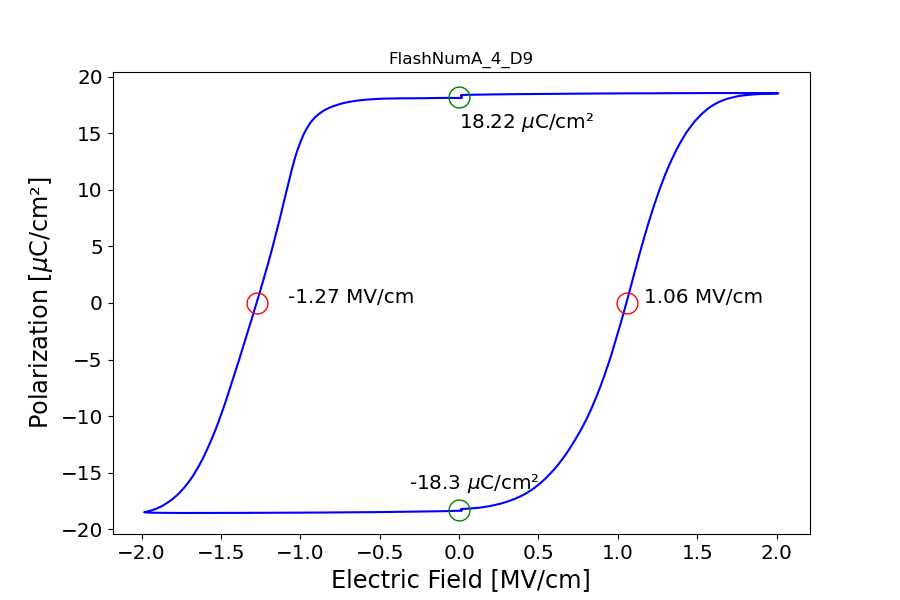 FlashNumA_4_D9
20
15
10
5
0
−5
−10
−15
−20
Polarization [μC/cm²]
18.22 μC/cm²
-1.27 MV/cm
1.06 MV/cm
-18.3 μC/cm²
−2.0 −1.5 −1.0 −0.5 0.0 0.5 1.0 1.5 2.0
Electric Field [MV/cm]